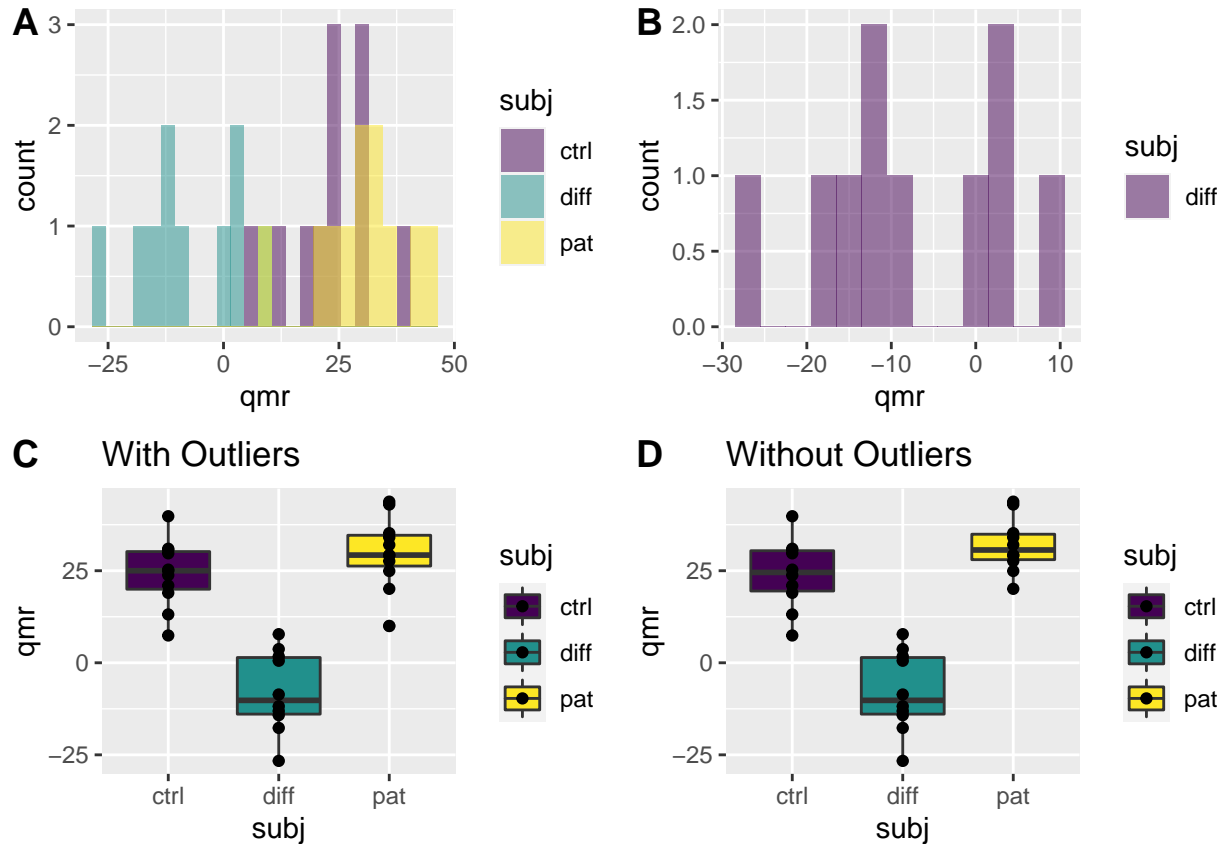 A
count
3
2
1
0
−25
0
25
50
qmr
subj
ctrl
diff
pat
B
count
2.0
1.5
1.0
0.5
0.0
−30
−20
−10
0
10
qmr
subj
diff
C
With Outliers
qmr
25
0
−25
ctrl
diff
pat
subj
subj
ctrl
diff
pat
D
Without Outliers
qmr
25
0
−25
ctrl
diff
pat
subj
subj
ctrl
diff
pat